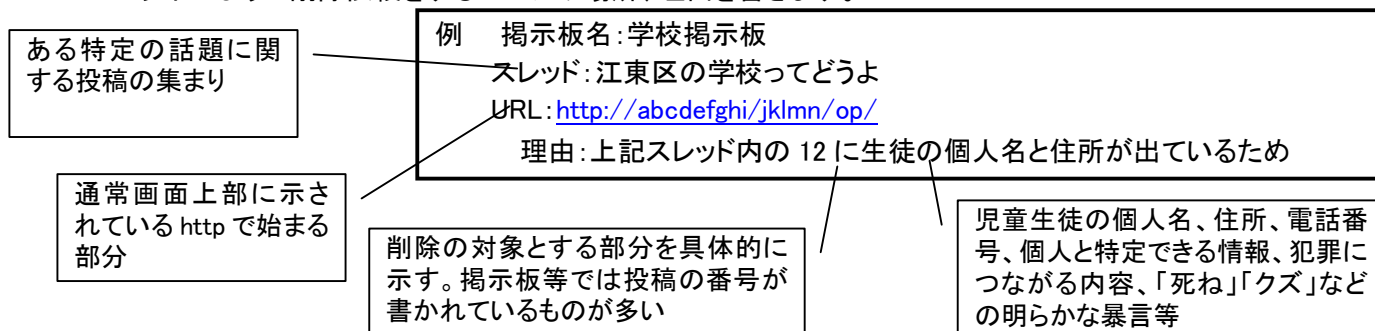 例 掲示板名:学校掲示板
スレッド:江東区の学校ってどうよ
URL:http://abcdefghi/jklmn/op/
理由:上記スレッド内の 12 に生徒の個人名と住所が出ているため
ある特定の話題に関
する投稿の集まり
通常画面上部に示さ
れている http で始まる
部分
削除の対象とする部分を具体的に
示す。掲示板等では投稿の番号が
書かれているものが多い
児童生徒の個人名、住所、電話番
号、個人と特定できる情報、犯罪に
つながる内容、「死ね」「クズ」など
の明らかな暴言等